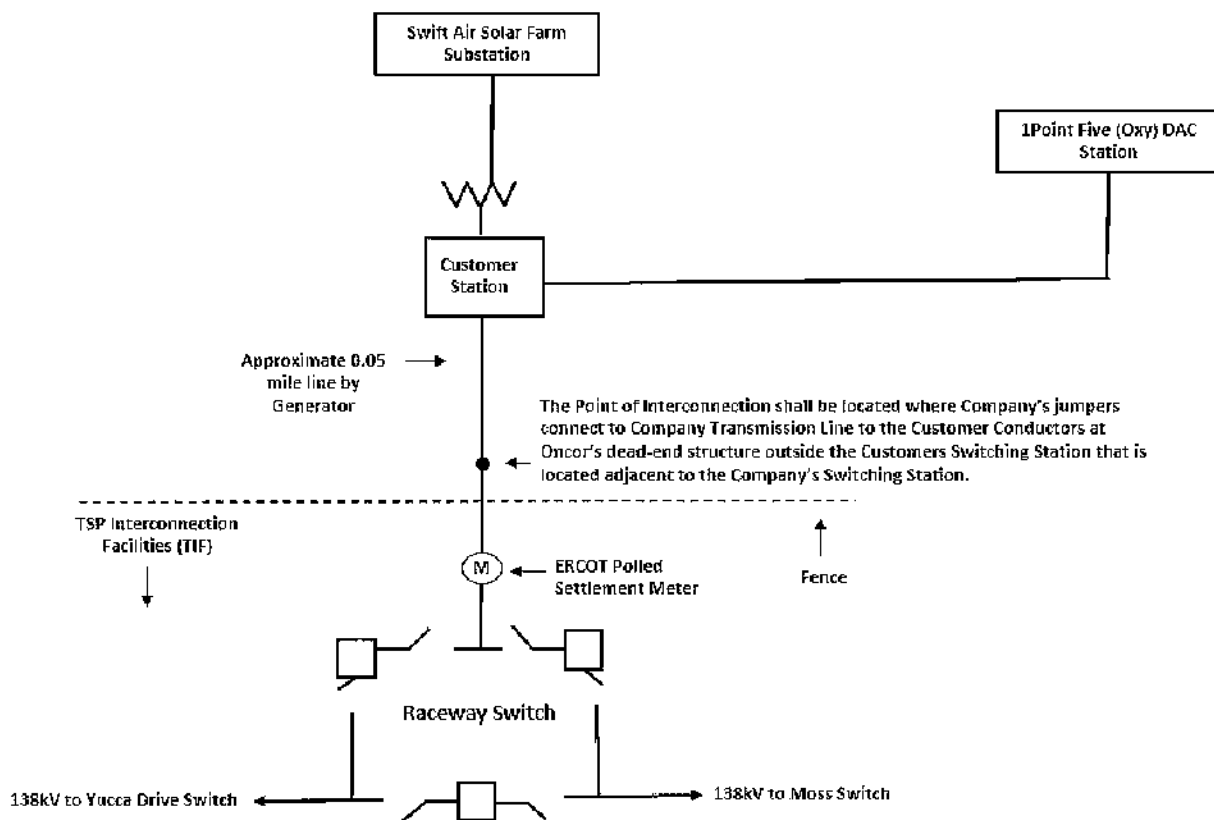 Swift Air Solar Farm
Substation
1Point Five (Oxy) DAC
Station
Customer
Station
Approximate 0.05
mile line by
Generator
The Point of Interconnection shall be located where Company's jumpers
connect to Company Transmission Line to the Customer Conductors at
Oncor's dead-end structure outside the Customers Switching Station that is
located adjacent to the Company's Switching Station.
TSP Interconnection
Facilities (TIF)
M
ERCOT Polled
Settlement Meter
Fence
Raceway Switch
138kV to Yucca Drive Switch
138kV to Moss Switch